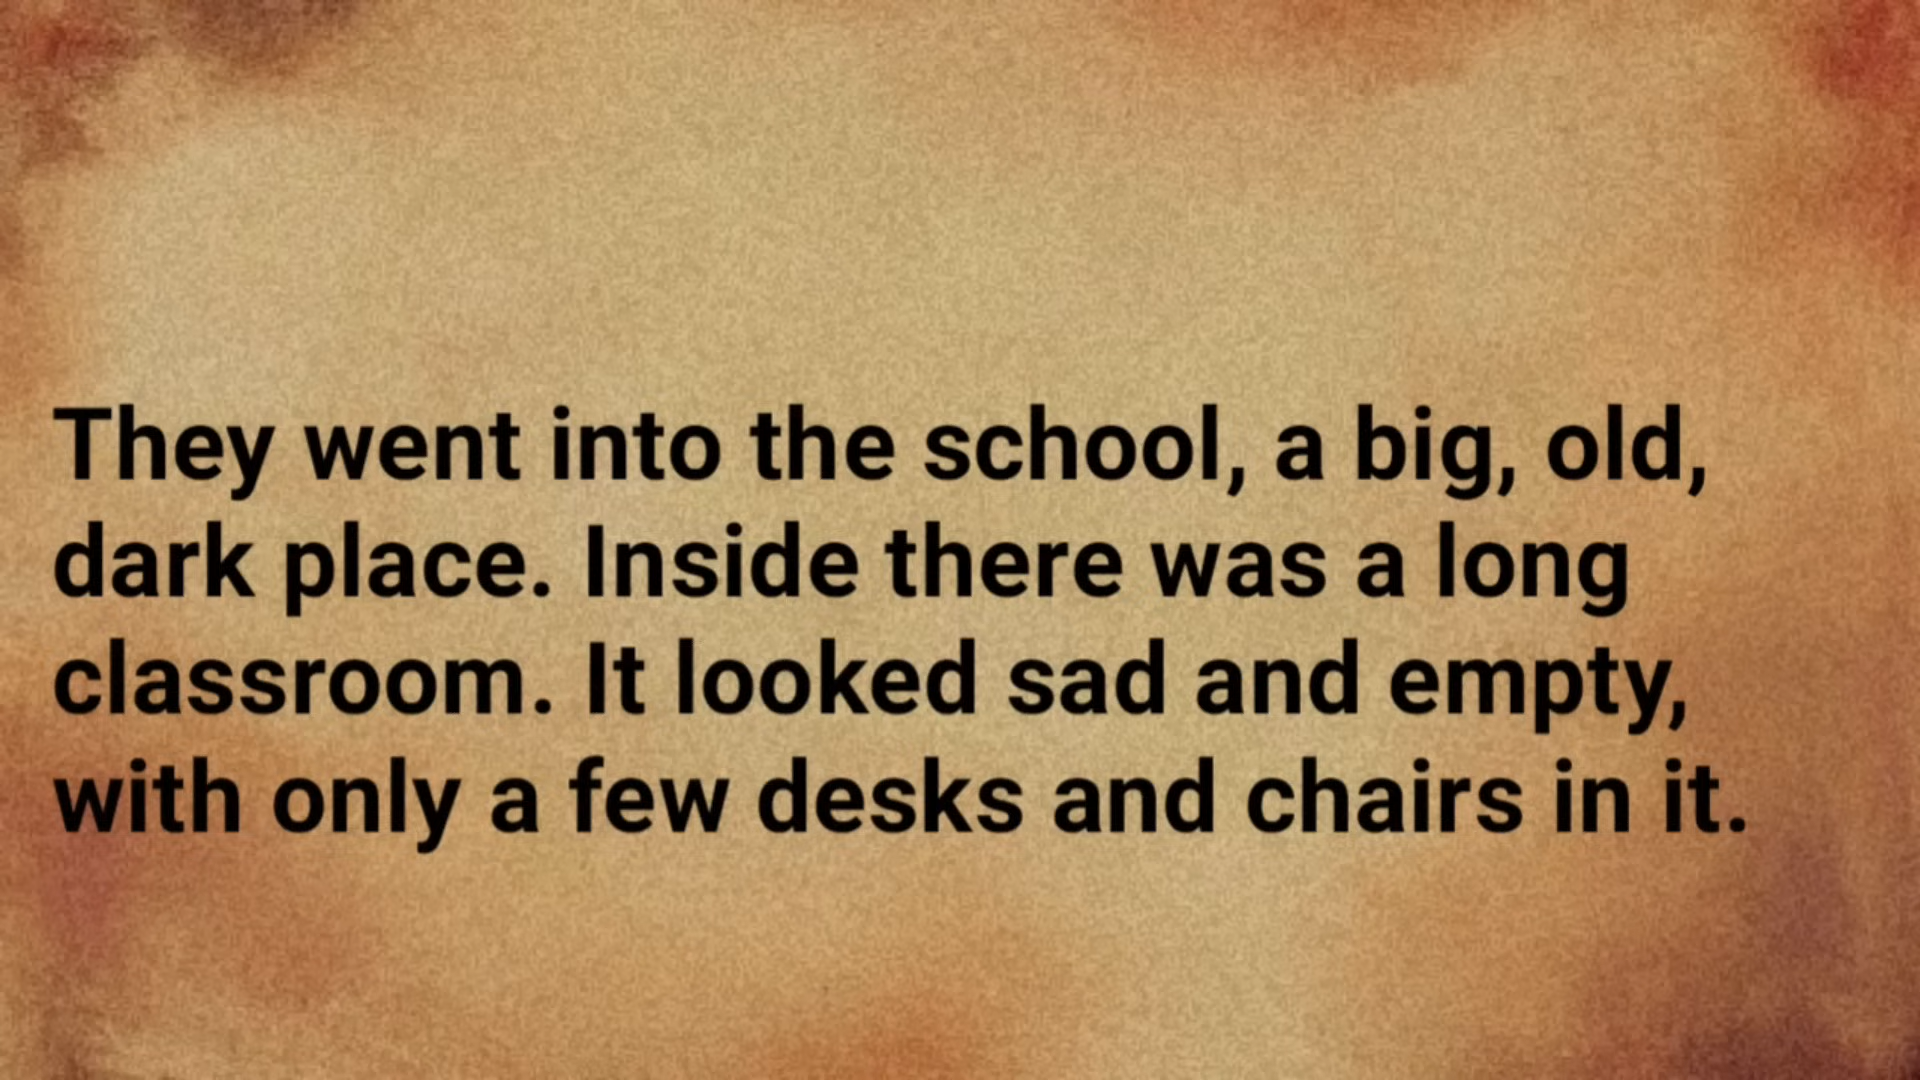 They went into the school, a big, old,
dark place. Inside there was a long
classroom. It looked sad and empty,
with only a few desks and chairs in it.